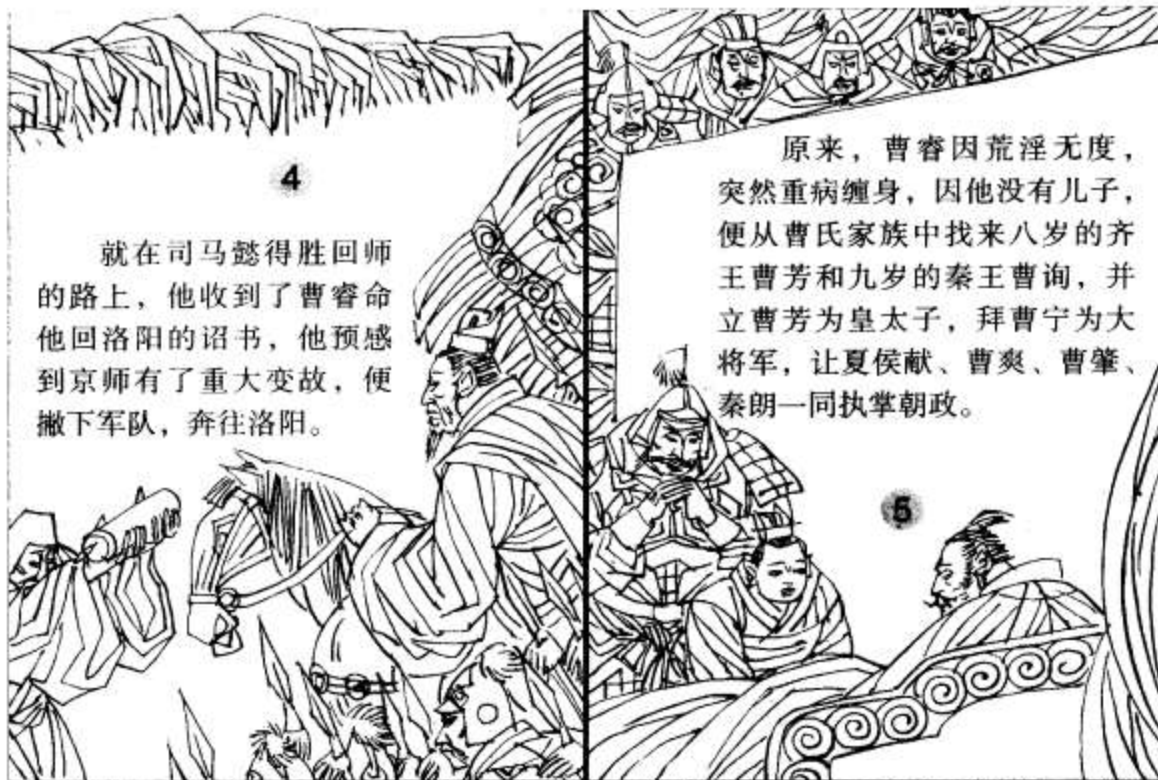 4
就在司马懿得胜回师
的路上，他收到了曹睿命
他回洛阳的诏书，他预感
到京师有了重大变故，便
撇下军队，奔往洛阳。
原来，曹睿因荒淫无度，
突然重病缠身，因他没有儿子，
便从曹氏家族中找来八岁的齐
王曹芳和九岁的秦王曹询，并
立曹芳为皇太子，拜曹宁为大
将军，让夏侯献、曹爽、曹肇、
秦朗一同执掌朝政。
5